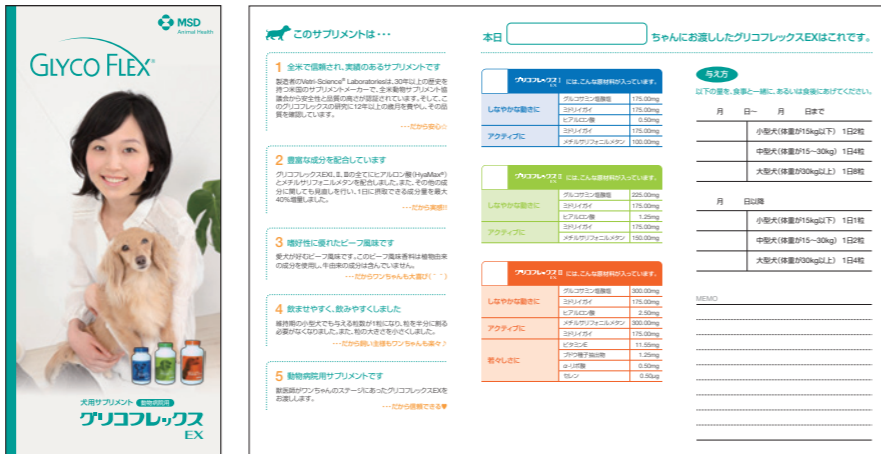 MSD
Animal Health
GLYCO FLEX®
犬用サプリメント 動物病院用
グリコフレックス
EX
このサプリメントは・・・
1 全米で信頼され、実績のあるサプリメントです
製造者のVetri-Science® Laboratoriesは、30年以上の歴史を
持つ米国のサプリメントメーカーで、全米動物サプリメント協
議会から安全性と品質の高さが認証されています。そして、こ
のグリコフレックスの研究に12年以上の歳月を費やし、その品
質を確認しています。
・・・だから安心☆
2 豊富な成分を配合しています
グリコフレックスEXⅠ、Ⅱ、Ⅲの全てにヒアルロン酸(HyaMax®)
とメチルサリフォニルメタンを配合しました。また、その他の成
分に関しても見直しを行い、1日に摂取できる成分量を最大
40%増量しました。
・・・だから実感!!
3 嗜好性に優れたビーフ風味です
愛犬が好むビーフ風味です。このビーフ風味香料は植物由来
の成分を使用し、牛由来の成分は含んでいません。
・・・だからワンちゃんも大喜び(＾＾)
4 飲ませやすく、飲みやすくしました
維持期の小型犬でも与える粒数が1粒になり、粒を半分に割る
必要がなくなりました。また、粒の大きさを小さくしました。
・・・だから飼い主様もワンちゃんも楽々♪
5 動物病院用サプリメントです
獣医師がワンちゃんのステージにあったグリコフレックスEXを
お渡しします。
・・・だから信頼できる♥
本日 ちゃんにお渡ししたグリコフレックスEXはこれです。
グリコフレックスⅠ EX には、こんな原材料が入っています。
しなやかな動きに グルコサミン塩酸塩 175.00mg
ミドリイガイ 175.00mg
ヒアルロン酸 0.50mg
アクティブに ミドリイガイ 175.00mg
メチルサリフォニルメタン 100.00mg
グリコフレックスⅡ EX には、こんな原材料が入っています。
しなやかな動きに グルコサミン塩酸塩 225.00mg
ミドリイガイ 175.00mg
ヒアルロン酸 1.25mg
アクティブに ミドリイガイ 175.00mg
メチルサリフォニルメタン 150.00mg
グリコフレックスⅢ EX には、こんな原材料が入っています。
しなやかな動きに グルコサミン塩酸塩 300.00mg
ミドリイガイ 175.00mg
ヒアルロン酸 2.50mg
アクティブに メチルサリフォニルメタン 300.00mg
ミドリイガイ 175.00mg
若々しさに ビタミンE 11.55mg
ブドウ種子抽出物 1.25mg
α-リポ酸 0.50mg
セレン 0.50μg
与え方
以下の量を、食事と一緒に、あるいは食後にあげてください。
月 日～ 月 日まで
小型犬(体重が15kg以下) 1日2粒
中型犬(体重が15～30kg) 1日4粒
大型犬(体重が30kg以上) 1日8粒
月 日以降
小型犬(体重が15kg以下) 1日1粒
中型犬(体重が15～30kg) 1日2粒
大型犬(体重が30kg以上) 1日4粒
MEMO